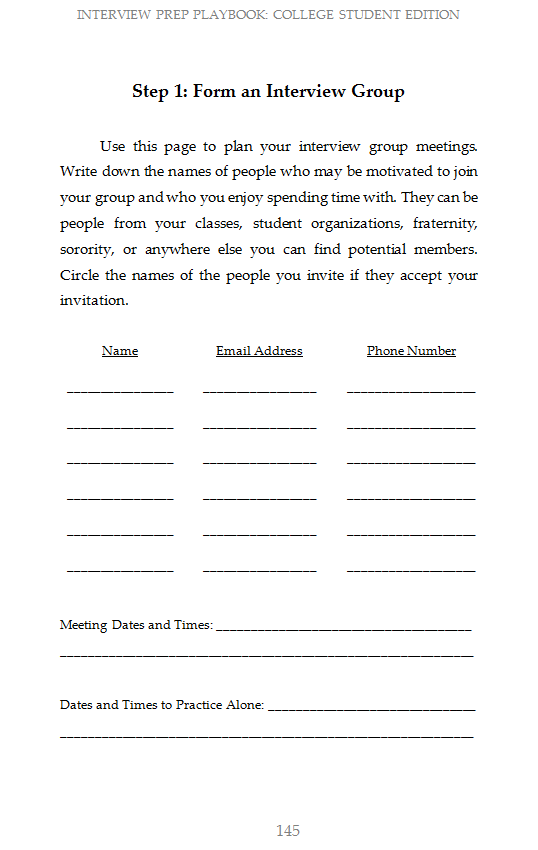 INTERVIEW PREP PLAYBOOK: COLLEGE STUDENT EDITION
Step 1: Form an Interview Group
Use this page to plan your interview group meetings.
Write down the names of people who may be motivated to join
your group and who you enjoy spending time with. They can be
people from your classes, student organizations, fraternity,
sorority, or anywhere else you can find potential members.
Circle the names of the people you invite if they accept your
invitation.
Name Email Address Phone Number
Meeting Dates and Times:
Dates and Times to Practice Alone:
145